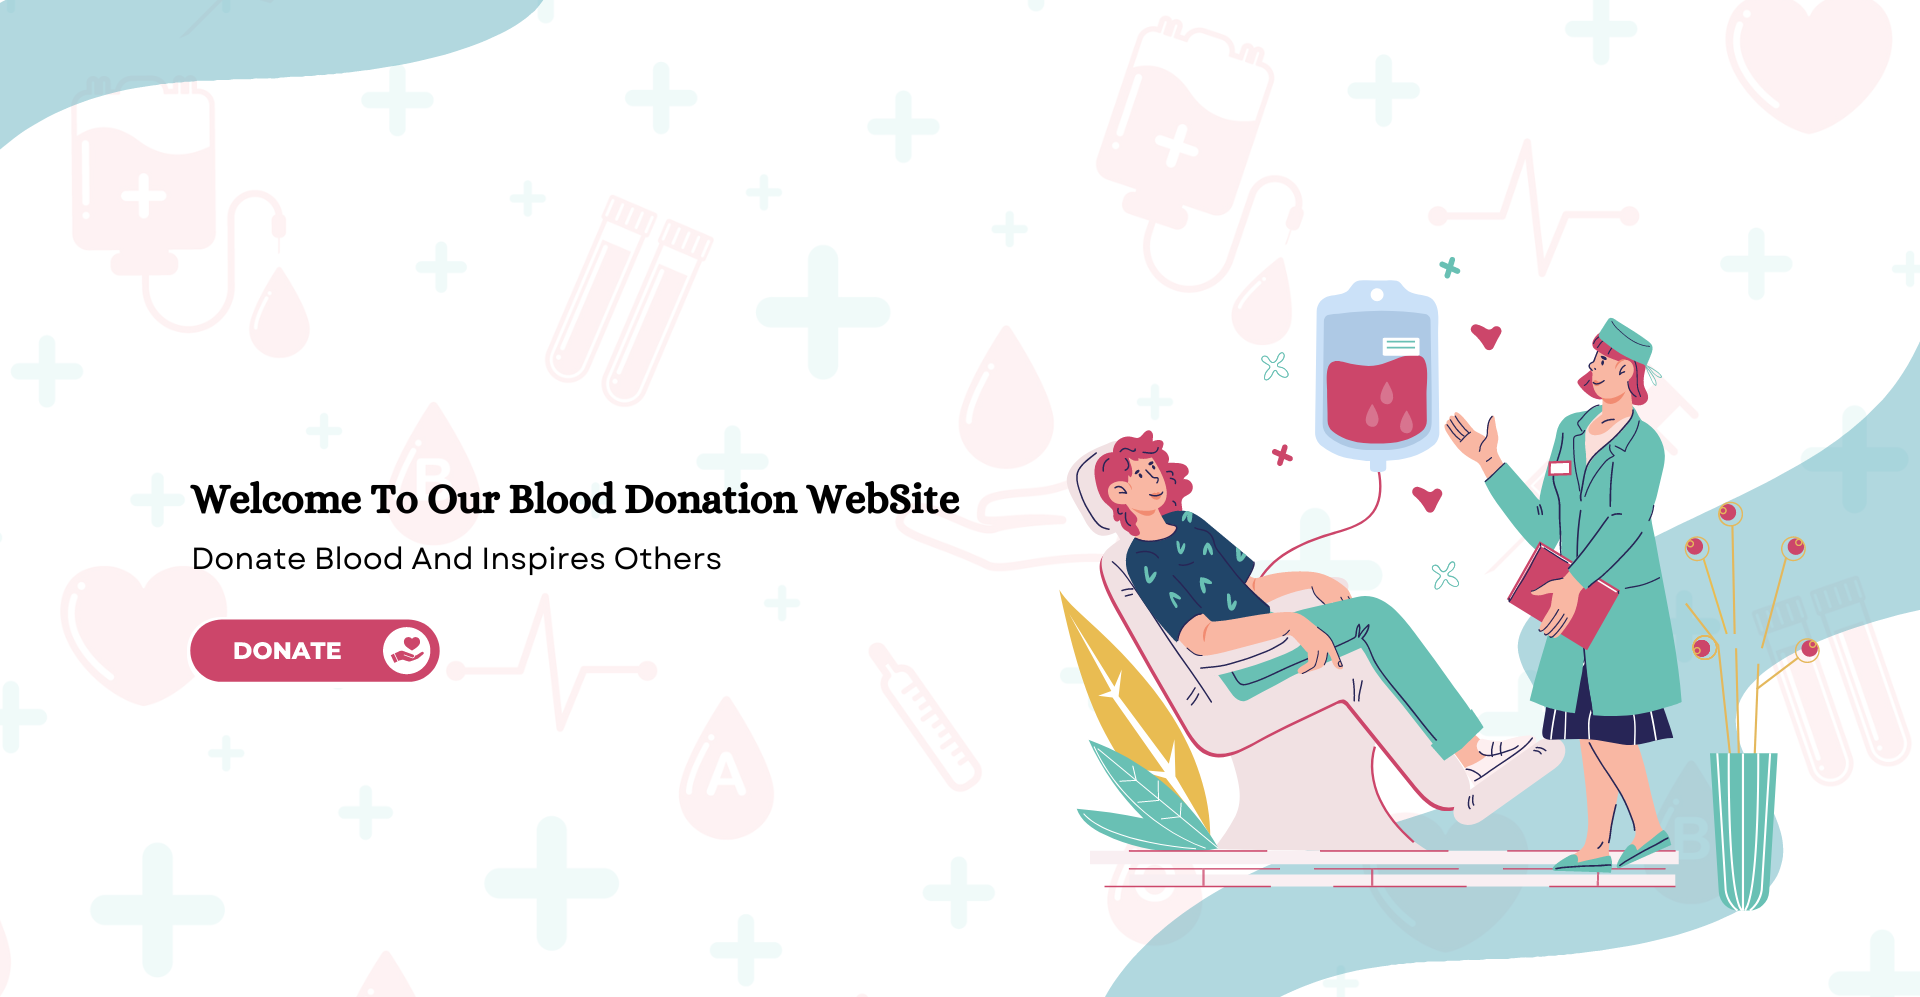 Welcome To Our Blood Donation WebSite
Donate Blood And Inspires Others
DONATE
B
A
B